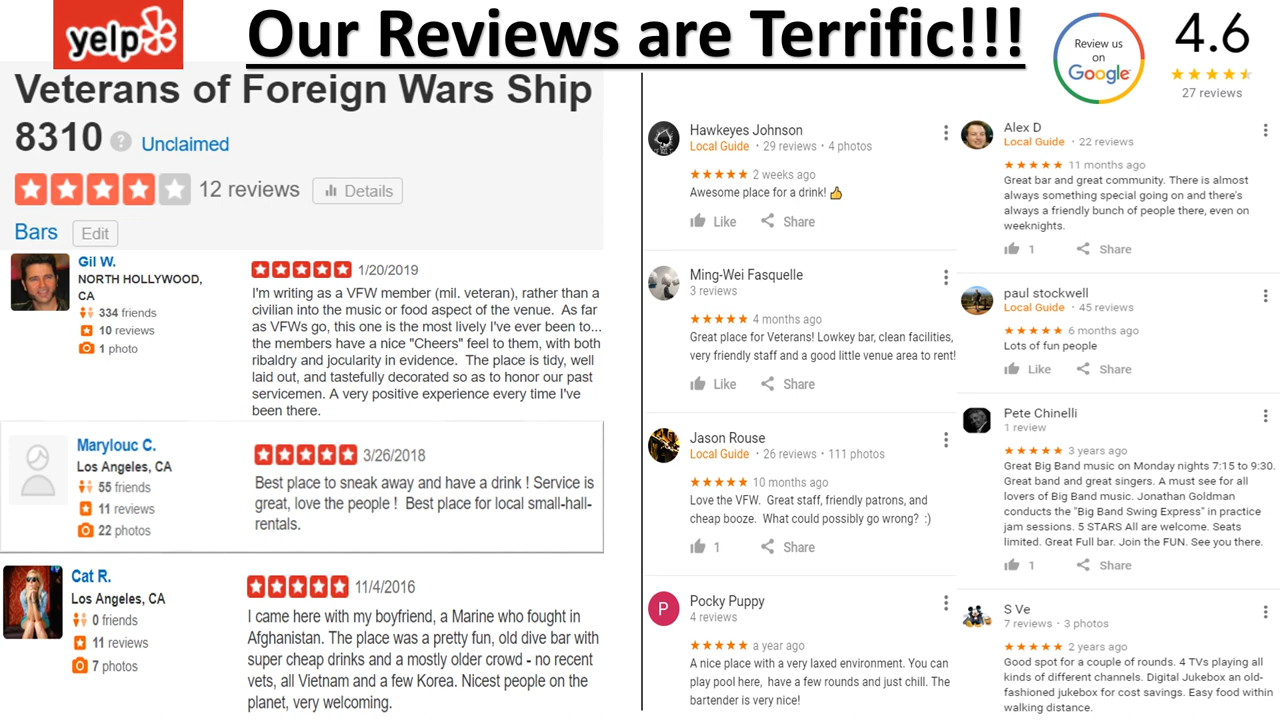 yelp
Our Reviews are Terrific!!!
Review us
on
Google
4.6
27 reviews
Veterans of Foreign Wars Ship
8310 ? Unclaimed
12 reviews Details
Bars Edit
Gil W.
NORTH HOLLYWOOD,
CA
334 friends
10 reviews
1 photo
1/20/2019
I'm writing as a VFW member (mil. veteran), rather than a
civilian into the music or food aspect of the venue. As far
as VFWs go, this one is the most lively I've ever been to...
the members have a nice "Cheers" feel to them, with both
ribaldry and jocularity in evidence. The place is tidy, well
laid out, and tastefully decorated so as to honor our past
servicemen. A very positive experience every time I've
been there.
Marylouc C.
Los Angeles, CA
55 friends
11 reviews
22 photos
3/26/2018
Best place to sneak away and have a drink ! Service is
great, love the people ! Best place for local small-hall-
rentals.
Cat R.
Los Angeles, CA
0 friends
11 reviews
7 photos
11/4/2016
I came here with my boyfriend, a Marine who fought in
Afghanistan. The place was a pretty fun, old dive bar with
super cheap drinks and a mostly older crowd - no recent
vets, all Vietnam and a few Korea. Nicest people on the
planet, very welcoming.
Hawkeyes Johnson
Local Guide · 29 reviews · 4 photos
2 weeks ago
Awesome place for a drink! 👍
Like Share
Ming-Wei Fasquelle
3 reviews
4 months ago
Great place for Veterans! Lowkey bar, clean facilities,
very friendly staff and a good little venue area to rent!
Like Share
Jason Rouse
Local Guide · 26 reviews · 111 photos
10 months ago
Love the VFW. Great staff, friendly patrons, and
cheap booze. What could possibly go wrong? :)
1 Share
P
Pocky Puppy
4 reviews
a year ago
A nice place with a very laxed environment. You can
play pool here, have a few rounds and just chill. The
bartender is very nice!
Alex D
Local Guide · 22 reviews
11 months ago
Great bar and great community. There is almost
always something special going on and there's
always a friendly bunch of people there, even on
weeknights.
1 Share
paul stockwell
Local Guide · 45 reviews
6 months ago
Lots of fun people
Like Share
Pete Chinelli
1 review
3 years ago
Great Big Band music on Monday nights 7:15 to 9:30.
Great band and great singers. A must see for all
lovers of Big Band music. Jonathan Goldman
conducts the "Big Band Swing Express" in practice
jam sessions. 5 STARS All are welcome. Seats
limited. Great Full bar. Join the FUN. See you there.
1 Share
S Ve
7 reviews · 3 photos
2 years ago
Good spot for a couple of rounds. 4 TVs playing all
kinds of different channels. Digital Jukebox an old-
fashioned jukebox for cost savings. Easy food within
walking distance.